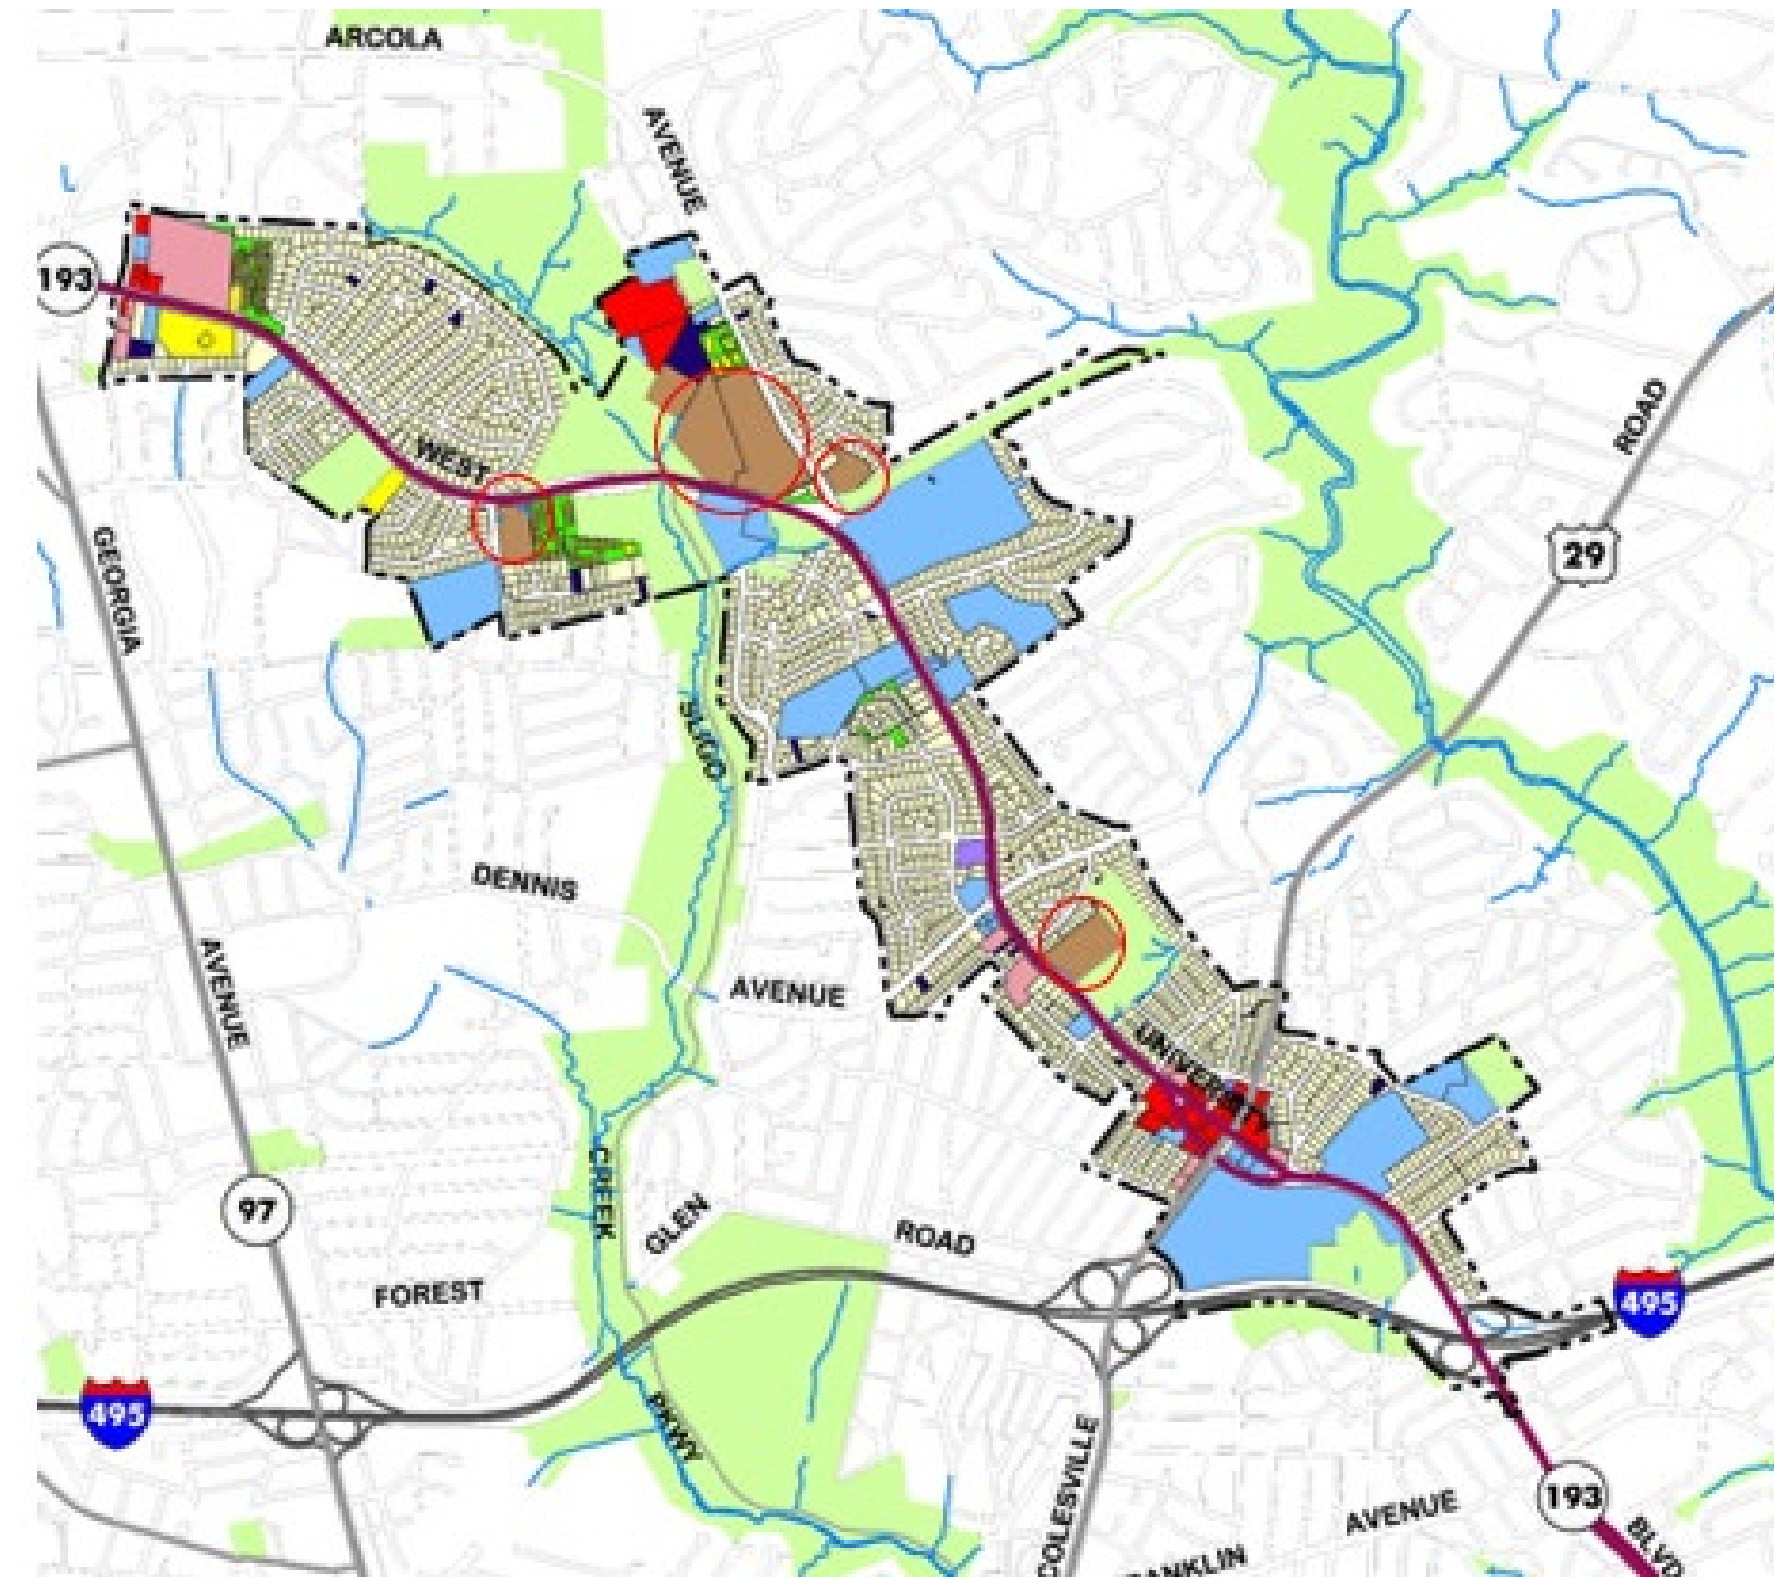 ARCOLA
AVENUE
193
WEST
ROAD
29
GEORGIA
SLIGO
DENNIS
AVENUE
AVENUE
UNIVERSITY
CREEK
GLEN
ROAD
97
FOREST
495
495
PKWY
COLESVILLE
193
AVENUE
BLVD
ANKLIN